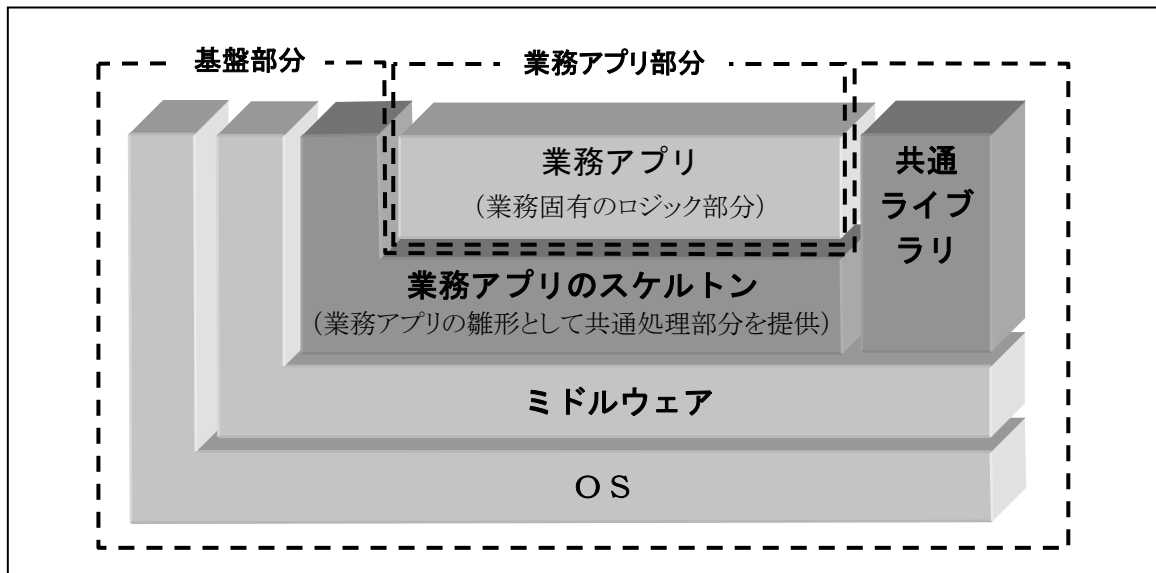 基盤部分
業務アプリ部分
業務アプリ
（業務固有のロジック部分）
共通
ライブ
ラリ
業務アプリのスケルトン
（業務アプリの雛形として共通処理部分を提供）
ミドルウェア
ＯＳ